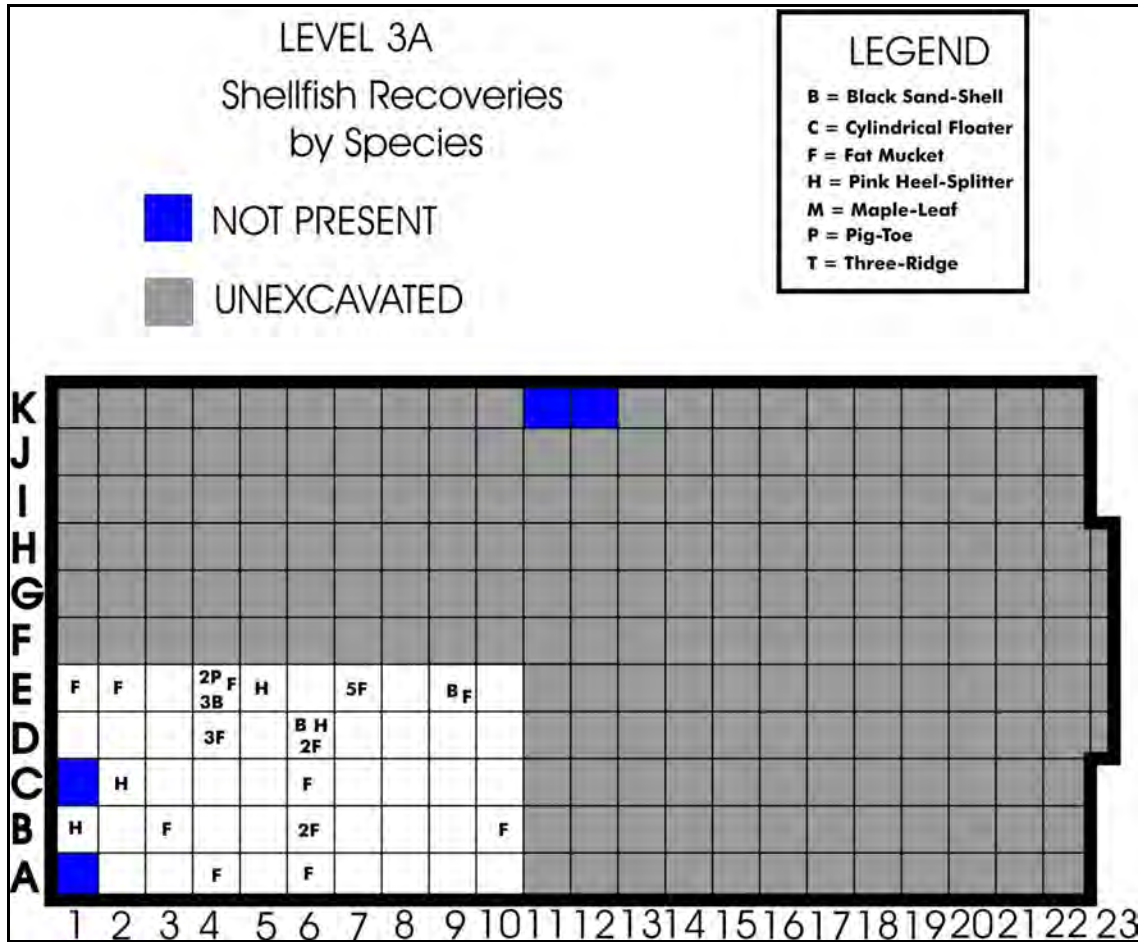 LEVEL 3A
Shellfish Recoveries
by Species
NOT PRESENT
UNEXCAVATED
LEGEND
B = Black Sand-Shell
C = Cylindrical Floater
F = Fat Mucket
H = Pink Heel-Splitter
M = Maple-Leaf
P = Pig-Toe
T = Three-Ridge
K
J
I
H
G
F
E F F 2P F H 5F B F
3B
D 3F B H
2F
C H F
B H F 2F F
A F F
1 2 3 4 5 6 7 8 9 10 11 12 13 14 15 16 17 18 19 20 21 22 23